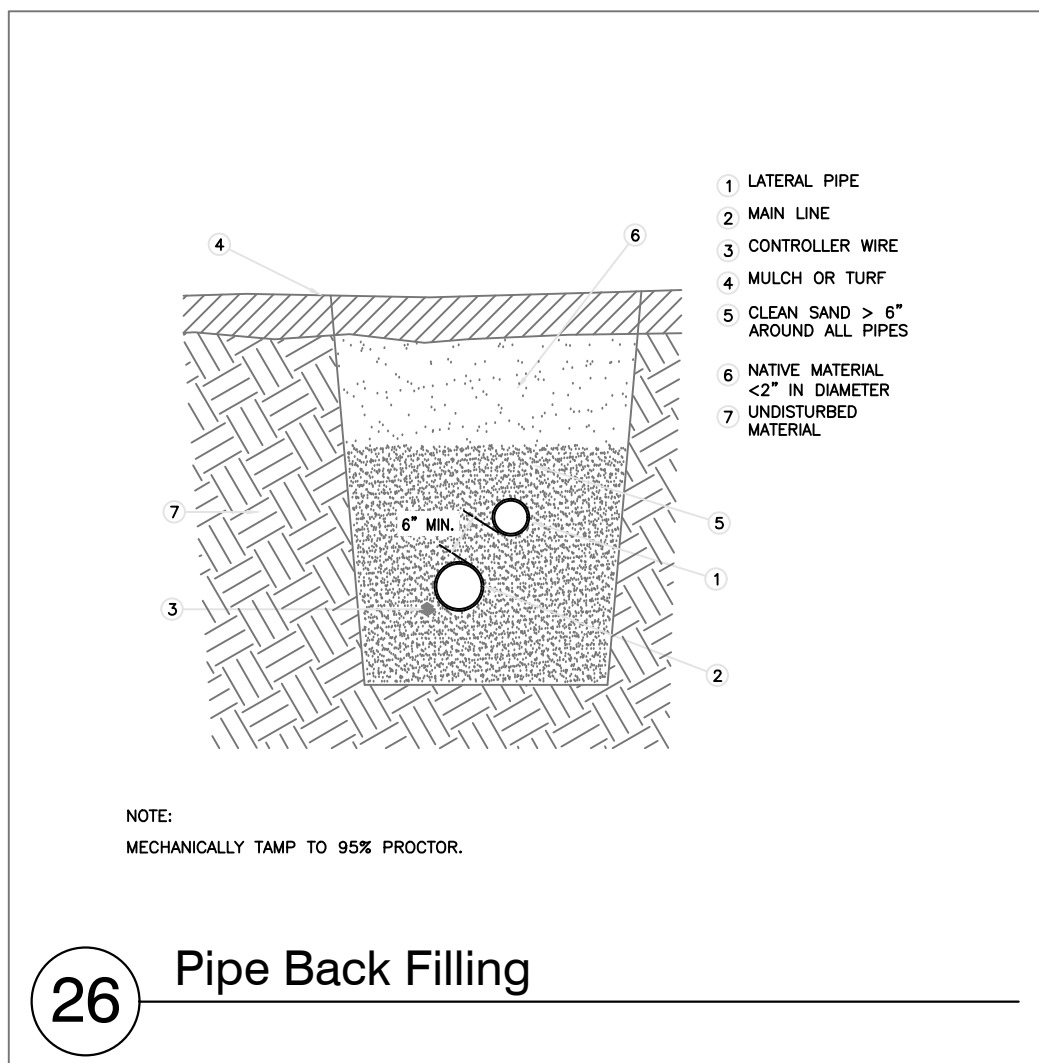 1 LATERAL PIPE
2 MAIN LINE
3 CONTROLLER WIRE
4 MULCH OR TURF
5 CLEAN SAND > 6"
AROUND ALL PIPES
6 NATIVE MATERIAL
<2" IN DIAMETER
7 UNDISTURBED
MATERIAL
4
6
7
6" MIN.
5
1
3
2
NOTE:
MECHANICALLY TAMP TO 95% PROCTOR.
26 Pipe Back Filling